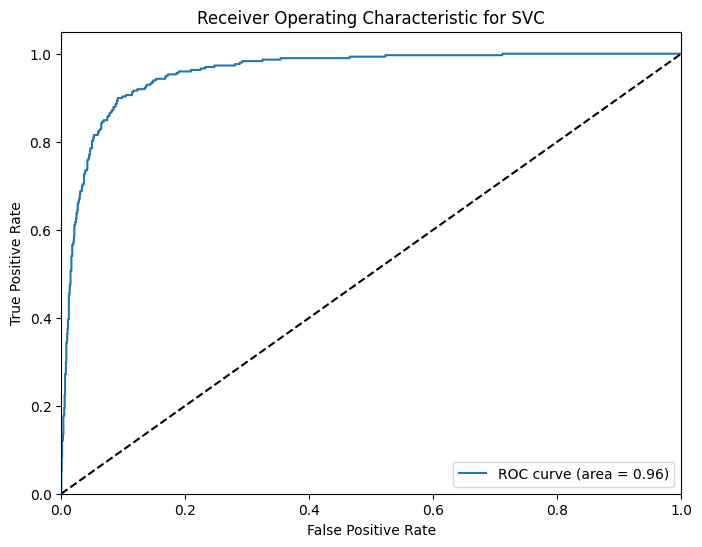 Receiver Operating Characteristic for SVC
True Positive Rate
1.0
0.8
0.6
0.4
0.2
0.0
ROC curve (area = 0.96)
0.0 0.2 0.4 0.6 0.8 1.0
False Positive Rate